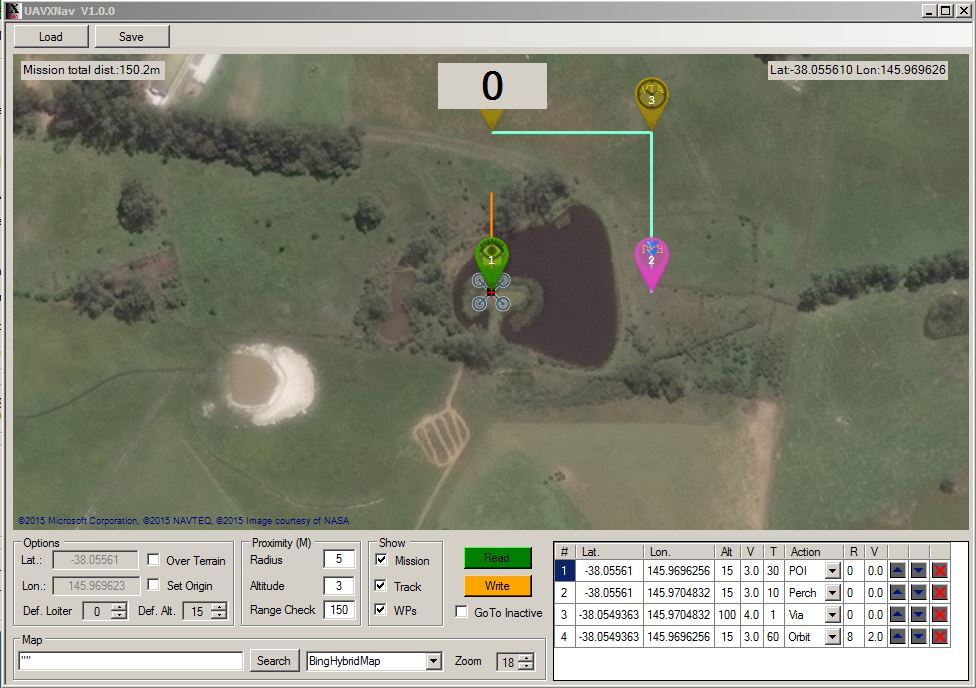 UAVXNav V1.0.0
Load Save
Mission total dist.:150.2m
0
Lat:-38.055610 Lon:145.969626
VIA
3
1
2
©2015 Microsoft Corporation, ©2015 NAVTEQ, ©2015 Image courtesy of NASA
Options
Lat.: -38.05561 Over Terrain
Lon.: 145.969623 Set Origin
Def. Loiter 0 Def. Alt. 15
Proximity (M)
Radius 5
Altitude 3
Range Check 150
Show
Mission
Track
WPs
Read
Write
GoTo Inactive
Map
"" Search BingHybridMap Zoom 18
# Lat. Lon. Alt V T Action R V
1 -38.05561 145.9696256 15 3.0 30 POI 0 0.0
2 -38.05561 145.9704832 15 3.0 10 Perch 0 0.0
3 -38.0549363 145.9704832 100 4.0 1 Via 0 0.0
4 -38.0549363 145.9696256 15 3.0 60 Orbit 8 2.0